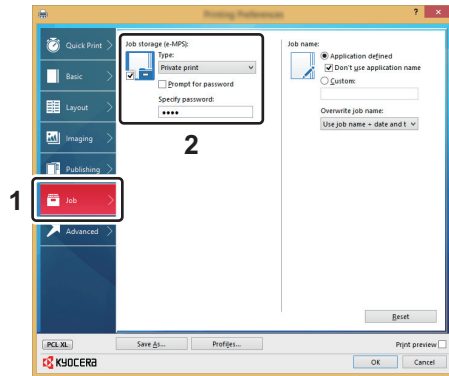 Printing Preferences
? ×
Quick Print >
Basic >
Layout >
Imaging >
Publishing >
Job >
Advanced >
1
Job storage (e-MPS):
Type:
Private print
Prompt for password
Specify password:
••••
2
Job name:
Application defined
Don't use application name
Custom:
Overwrite job name:
Use job name + date and t
Reset
PCL XL
Save As...
Profiles...
Print preview
KYOCERA
OK
Cancel